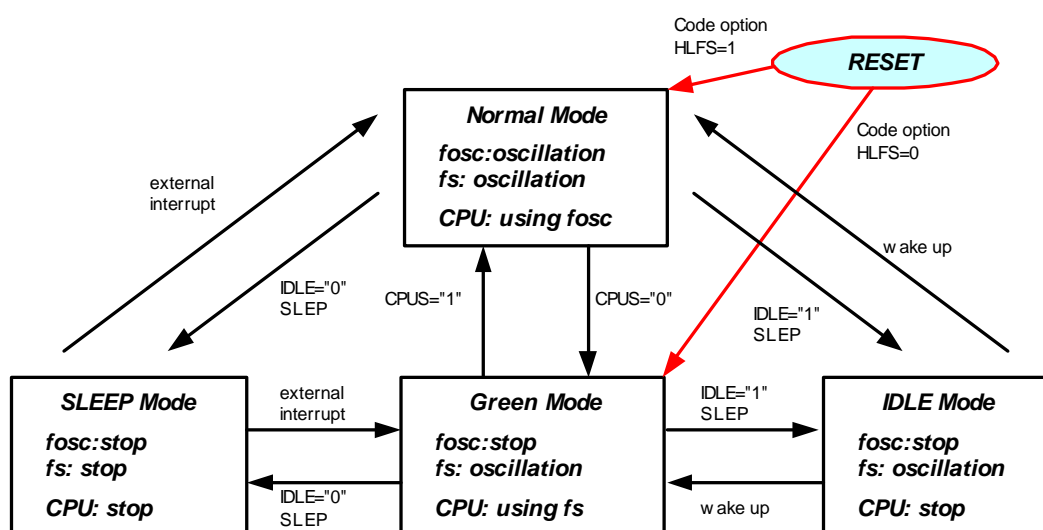 Code option
HLFS=1
RESET
Normal Mode
fosc:oscillation
fs: oscillation
CPU: using fosc
Code option
HLFS=0
external
interrupt
wake up
IDLE="0"
SLEP
CPUS="1"
CPUS="0"
IDLE="1"
SLEP
SLEEP Mode
fosc:stop
fs: stop
CPU: stop
external
interrupt
IDLE="0"
SLEP
Green Mode
fosc:stop
fs: oscillation
CPU: using fs
IDLE="1"
SLEP
wake up
IDLE Mode
fosc:stop
fs: oscillation
CPU: stop